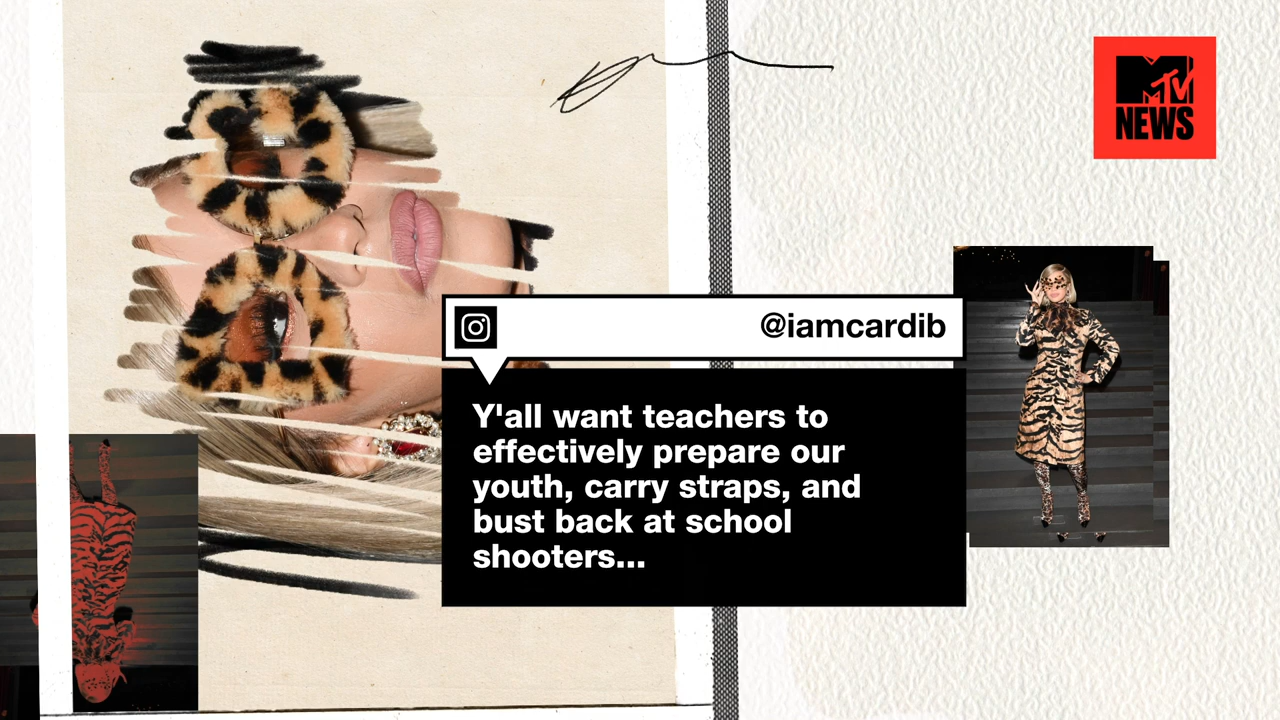 MTV
NEWS
@iamcardib
Y'all want teachers to
effectively prepare our
youth, carry straps, and
bust back at school
shooters...